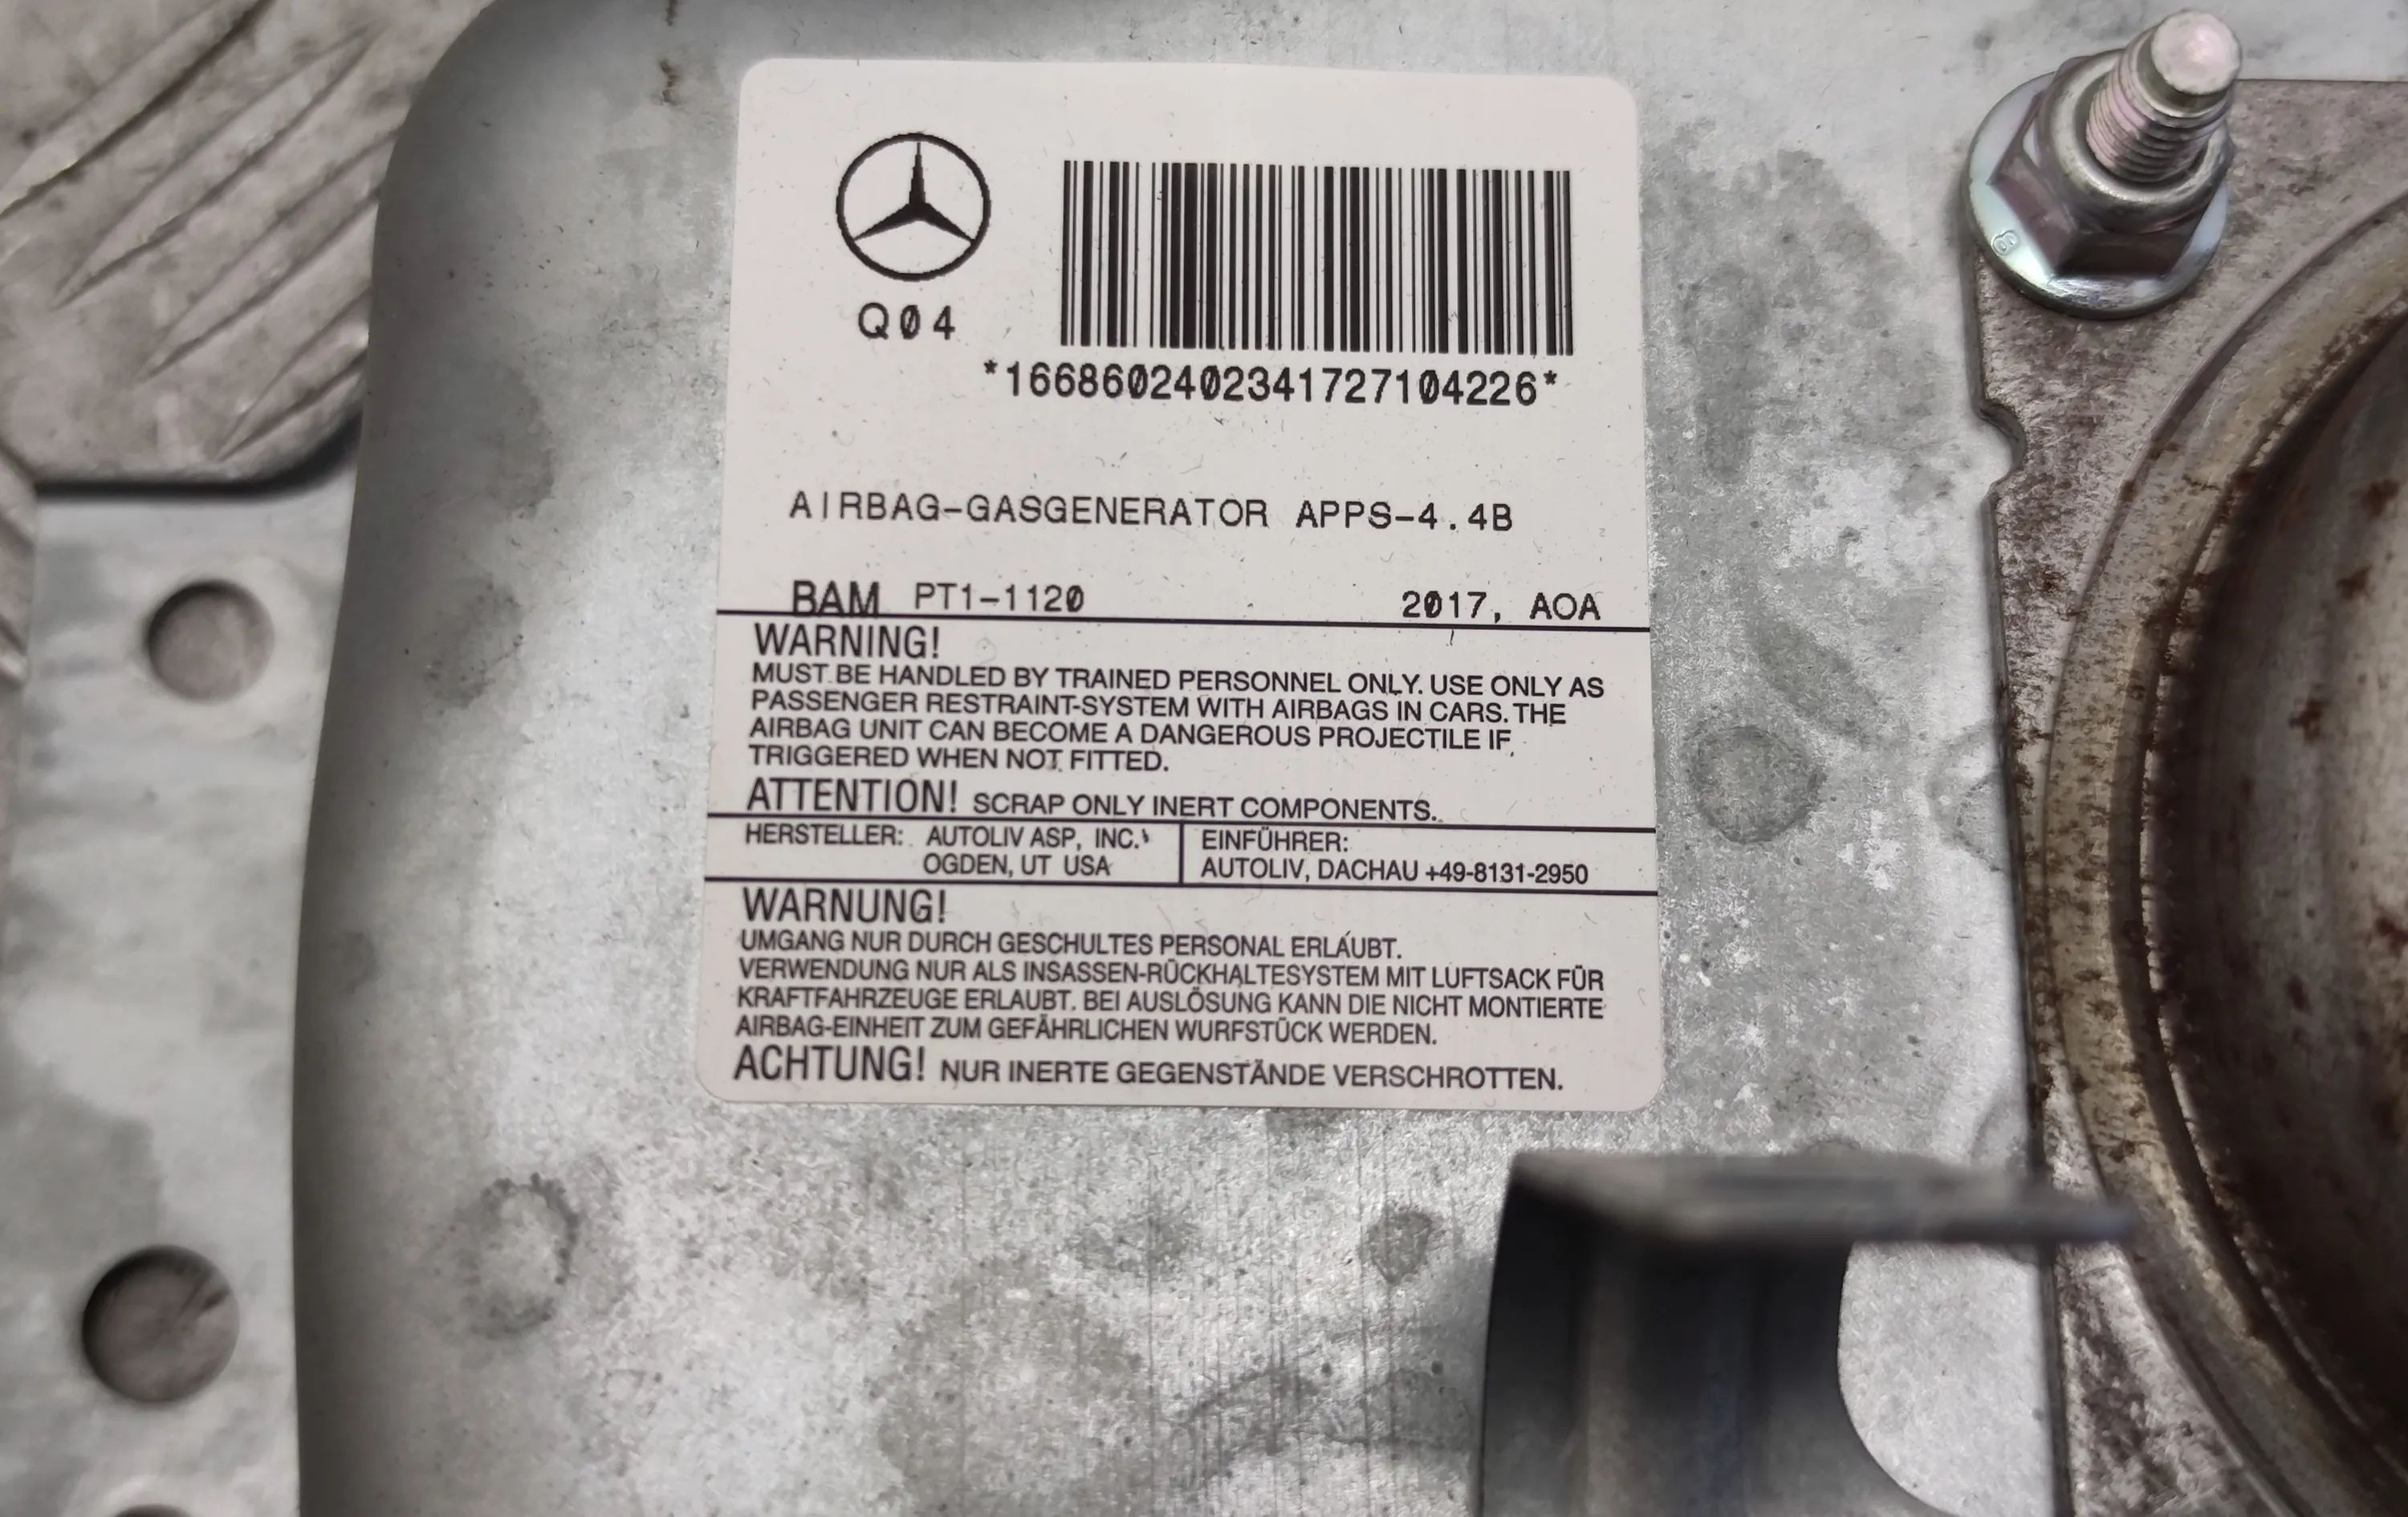 Q04
*1668602402341727104226*
AIRBAG-GASGENERATOR APPS-4.4B
BAM PT1-1120 2017, AOA
WARNING!
MUST BE HANDLED BY TRAINED PERSONNEL ONLY. USE ONLY AS
PASSENGER RESTRAINT-SYSTEM WITH AIRBAGS IN CARS. THE
AIRBAG UNIT CAN BECOME A DANGEROUS PROJECTILE IF
TRIGGERED WHEN NOT FITTED.
ATTENTION! SCRAP ONLY INERT COMPONENTS.
HERSTELLER: AUTOLIV ASP, INC.
OGDEN, UT USA
EINFÜHRER:
AUTOLIV, DACHAU +49-8131-2950
WARNUNG!
UMGANG NUR DURCH GESCHULTES PERSONAL ERLAUBT.
VERWENDUNG NUR ALS INSASSEN-RÜCKHALTESYSTEM MIT LUFTSACK FÜR
KRAFTFAHRZEUGE ERLAUBT. BEI AUSLÖSUNG KANN DIE NICHT MONTIERTE
AIRBAG-EINHEIT ZUM GEFÄHRLICHEN WURFSTÜCK WERDEN.
ACHTUNG! NUR INERTE GEGENSTÄNDE VERSCHROTTEN.
8